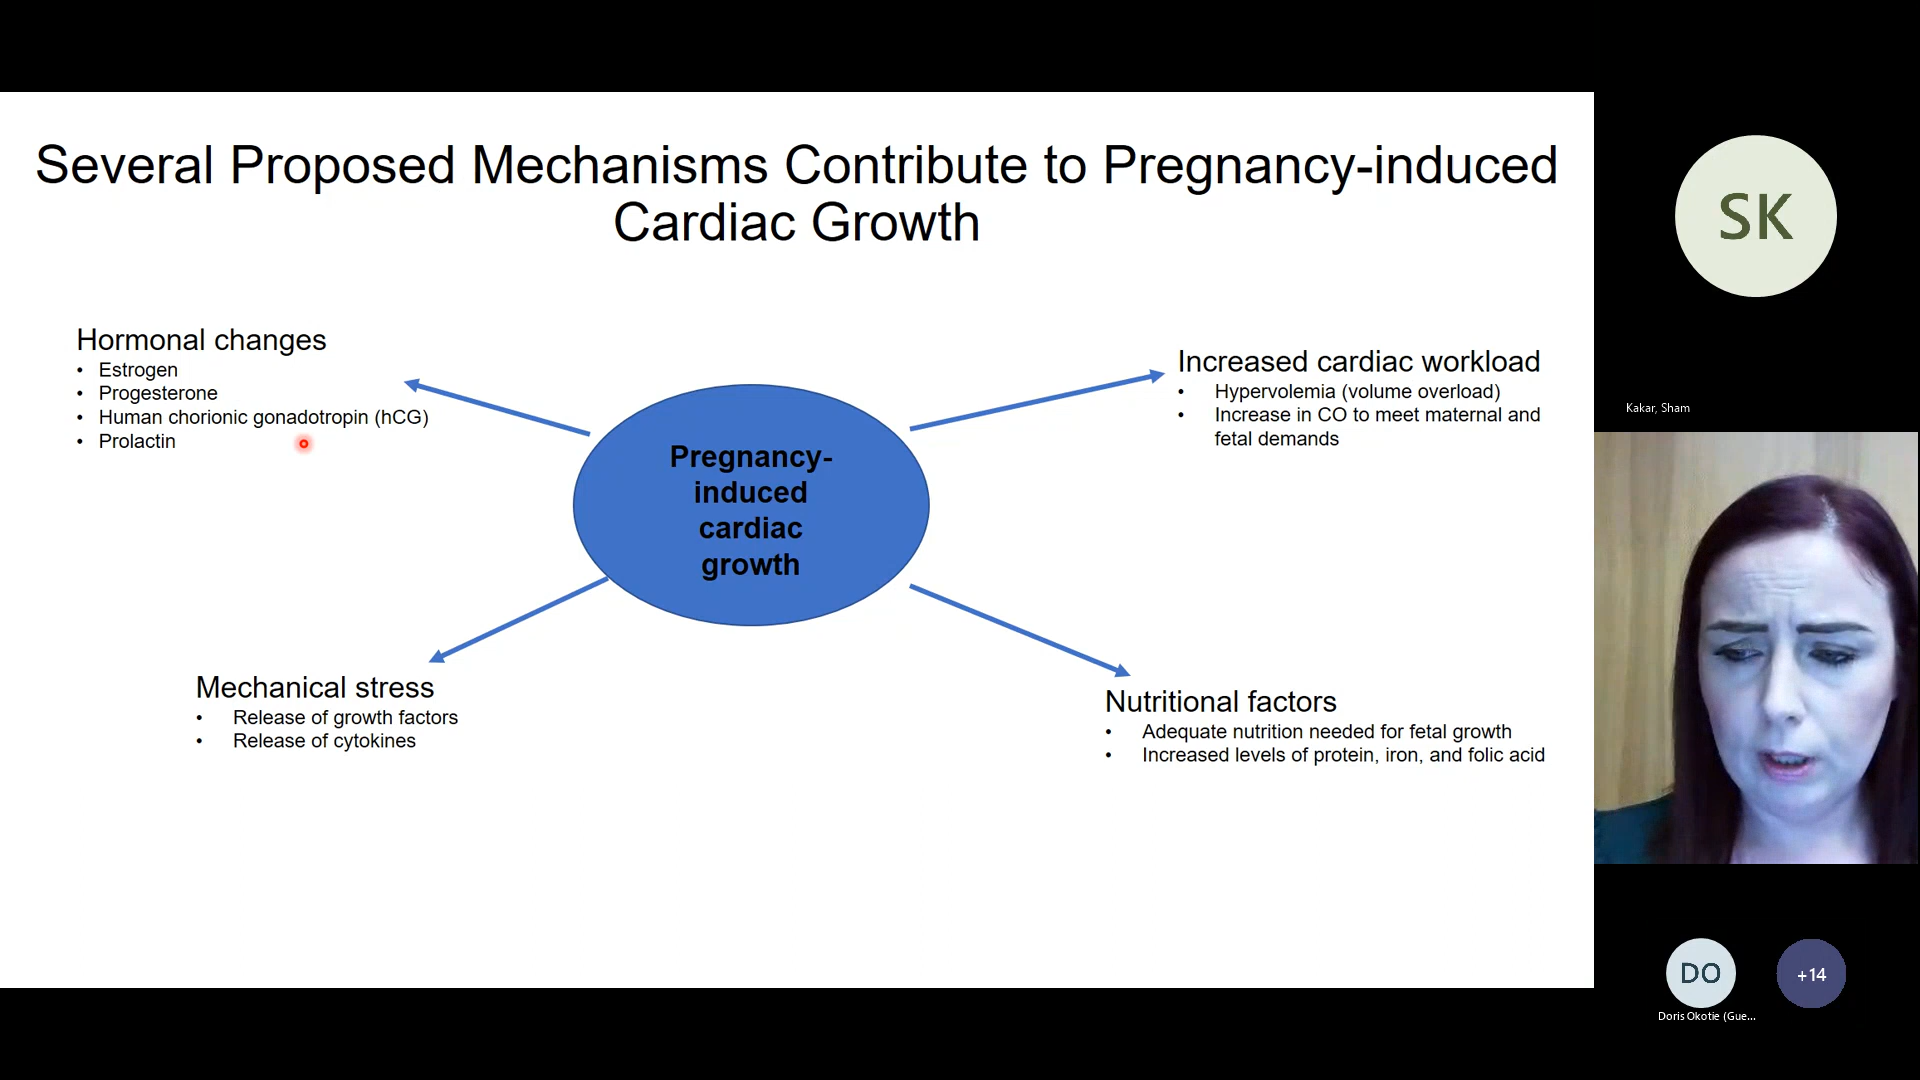 Several Proposed Mechanisms Contribute to Pregnancy-induced
Cardiac Growth
Hormonal changes
• Estrogen
• Progesterone
• Human chorionic gonadotropin (hCG)
• Prolactin
Increased cardiac workload
• Hypervolemia (volume overload)
• Increase in CO to meet maternal and
fetal demands
Pregnancy-
induced
cardiac
growth
Mechanical stress
• Release of growth factors
• Release of cytokines
Nutritional factors
• Adequate nutrition needed for fetal growth
• Increased levels of protein, iron, and folic acid
SK
Kakar, Sham
DO
+14
Doris Okotie (Gue...